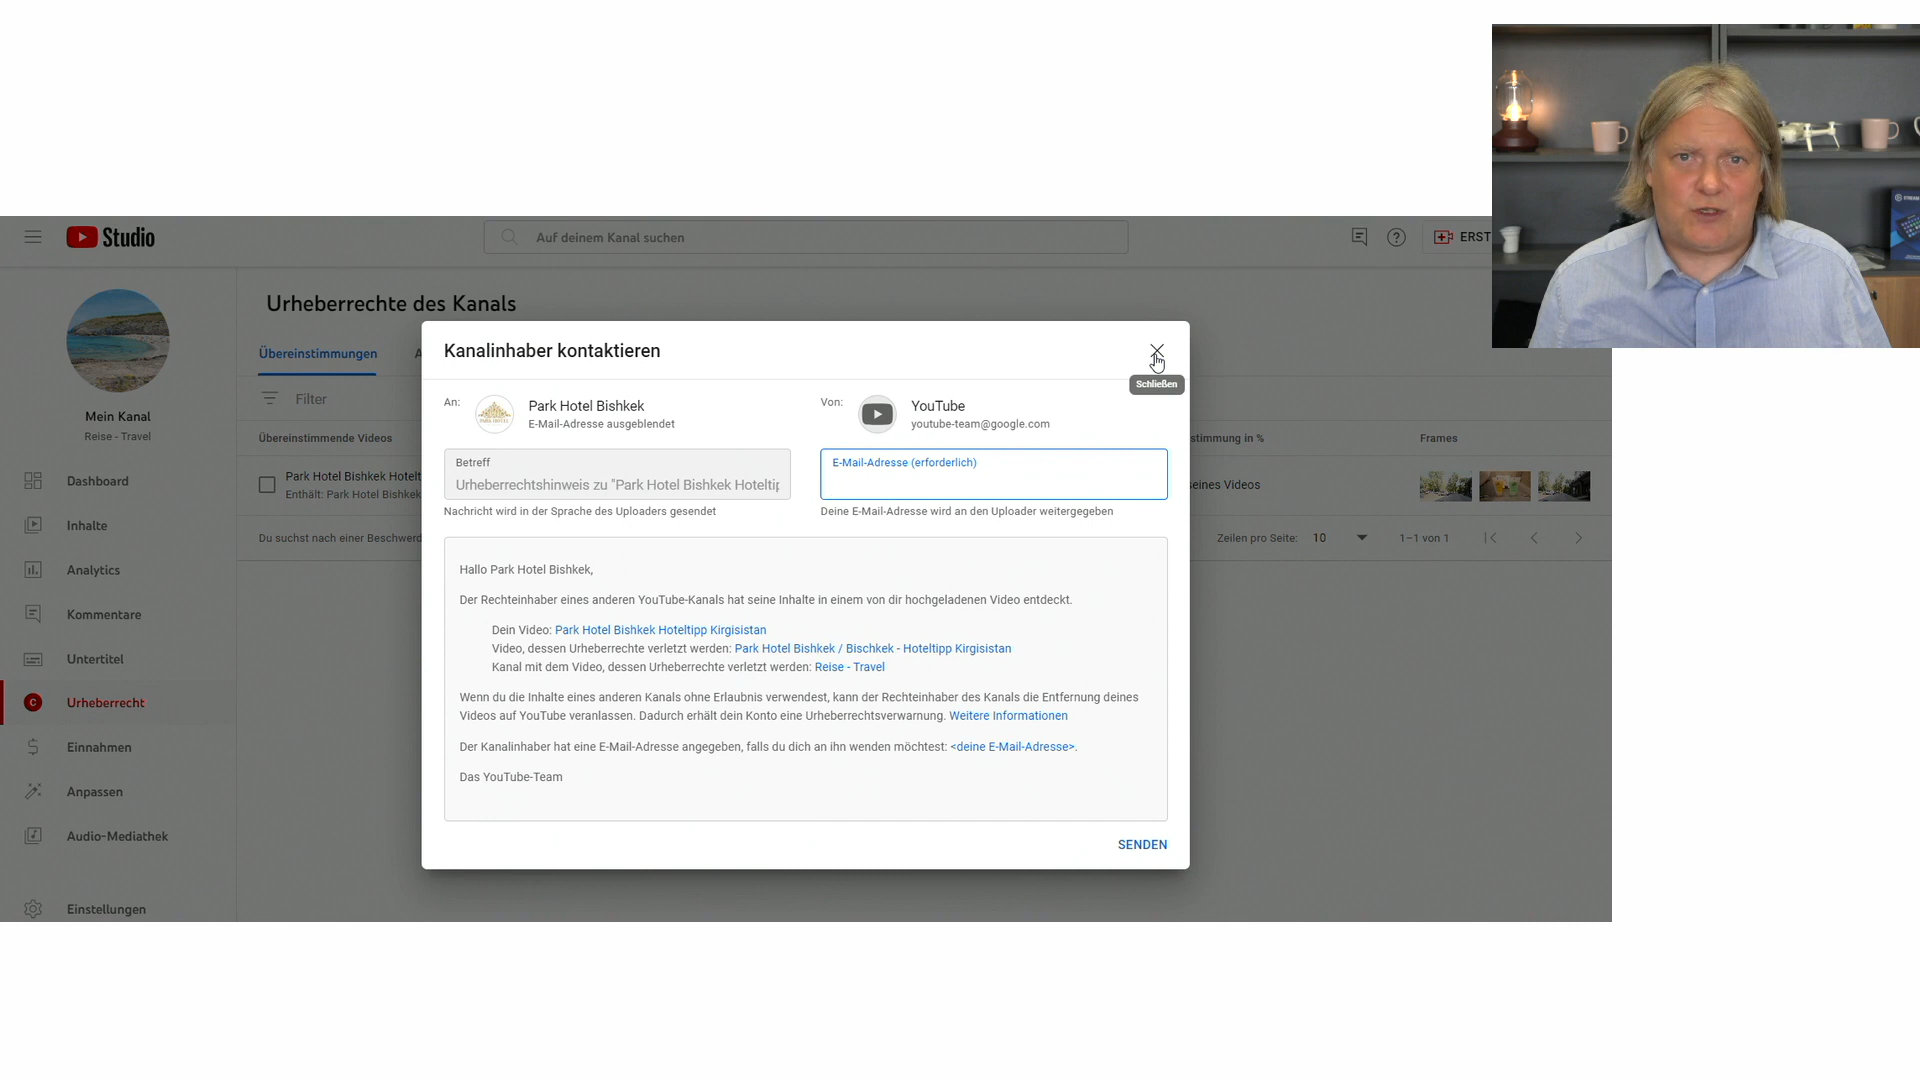 Studio
Auf deinem Kanal suchen
ERST
Urheberrechte des Kanals
Übereinstimmungen
Filter
Mein Kanal
Reise - Travel
Übereinstimmende Videos
Park Hotel Bishkek Hotelt
Enthält: Park Hotel Bishkek
Du suchst nach einer Beschwerd
Dashboard
Inhalte
Analytics
Kommentare
Untertitel
Urheberrecht
Einnahmen
Anpassen
Audio-Mediathek
Einstellungen
Kanalinhaber kontaktieren
Schließen
An:
Park Hotel Bishkek
E-Mail-Adresse ausgeblendet
Von:
YouTube
youtube-team@google.com
Betreff
Urheberrechtshinweis zu "Park Hotel Bishkek Hoteltip
Nachricht wird in der Sprache des Uploaders gesendet
E-Mail-Adresse (erforderlich)
Deine E-Mail-Adresse wird an den Uploader weitergegeben
Hallo Park Hotel Bishkek,
Der Rechteinhaber eines anderen YouTube-Kanals hat seine Inhalte in einem von dir hochgeladenen Video entdeckt.
Dein Video: Park Hotel Bishkek Hoteltipp Kirgisistan
Video, dessen Urheberrechte verletzt werden: Park Hotel Bishkek / Bischkek - Hoteltipp Kirgisistan
Kanal mit dem Video, dessen Urheberrechte verletzt werden: Reise - Travel
Wenn du die Inhalte eines anderen Kanals ohne Erlaubnis verwendest, kann der Rechteinhaber des Kanals die Entfernung deines
Videos auf YouTube veranlassen. Dadurch erhält dein Konto eine Urheberrechtsverwarnung. Weitere Informationen
Der Kanalinhaber hat eine E-Mail-Adresse angegeben, falls du dich an ihn wenden möchtest: <deine E-Mail-Adresse>.
Das YouTube-Team
SENDEN
stimmung in %
Frames
eines Videos
Zeilen pro Seite: 10
1–1 von 1